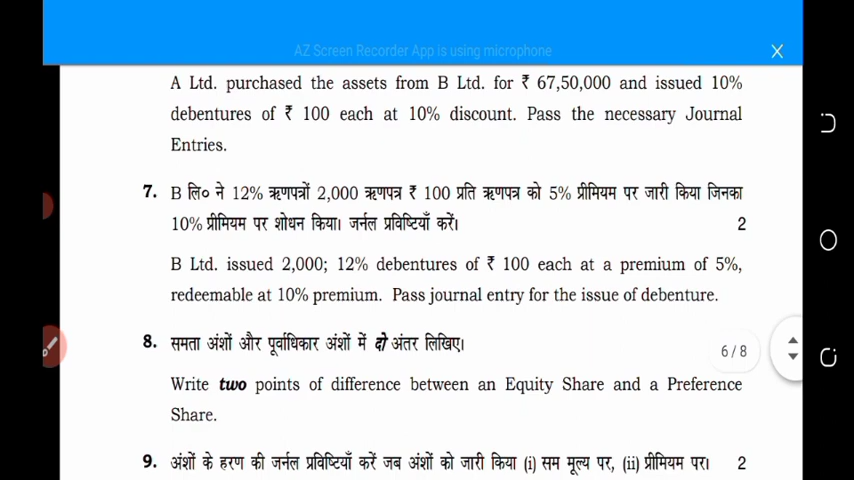 AZ Screen Recorder App is using microphone
A Ltd. purchased the assets from B Ltd. for ₹ 67,50,000 and issued 10%
debentures of ₹ 100 each at 10% discount. Pass the necessary Journal
Entries.
7. B लि० ने 12% ऋणपत्रों 2,000 ऋणपत्र ₹ 100 प्रति ऋणपत्र को 5% प्रीमियम पर जारी किया जिनका
10% प्रीमियम पर शोधन किया। जर्नल प्रविष्टियाँ करें। 2
B Ltd. issued 2,000; 12% debentures of ₹ 100 each at a premium of 5%,
redeemable at 10% premium. Pass journal entry for the issue of debenture.
8. समता अंशों और पूर्वाधिकार अंशों में दो अंतर लिखिए।
6/8
Write two points of difference between an Equity Share and a Preference
Share.
9. अंशों के हरण की जर्नल प्रविष्टियाँ करें जब अंशों को जारी किया (i) सम मूल्य पर, (ii) प्रीमियम पर। 2